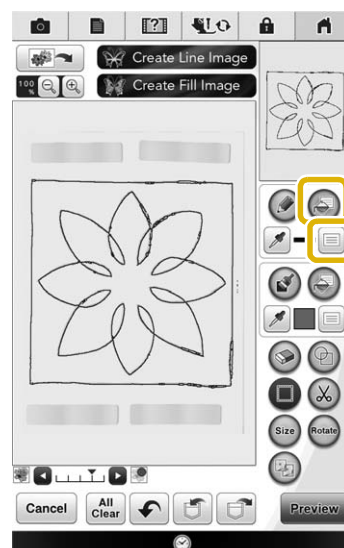 ?
Create Line Image
100 %
Create Fill Image
Size
Rotate
Cancel
All Clear
Preview